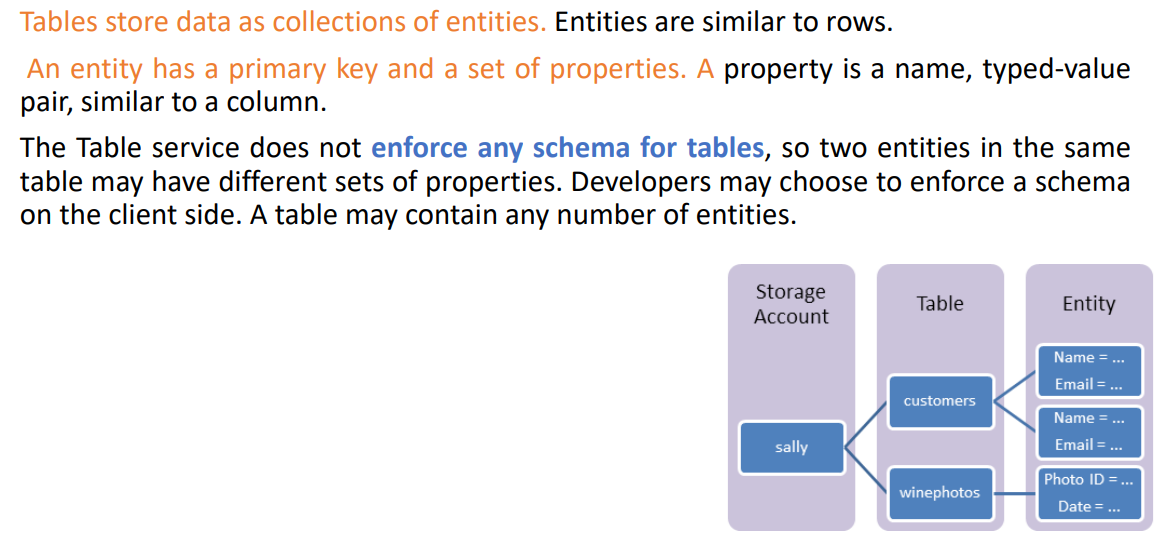 Tables store data as collections of entities. Entities are similar to rows.
An entity has a primary key and a set of properties. A property is a name, typed-value
pair, similar to a column.
The Table service does not enforce any schema for tables, so two entities in the same
table may have different sets of properties. Developers may choose to enforce a schema
on the client side. A table may contain any number of entities.
Storage
Account
sally
Table
customers
winephotos
Entity
Name = ...
Email = ...
Name = ...
Email = ...
Photo ID = ...
Date = ...